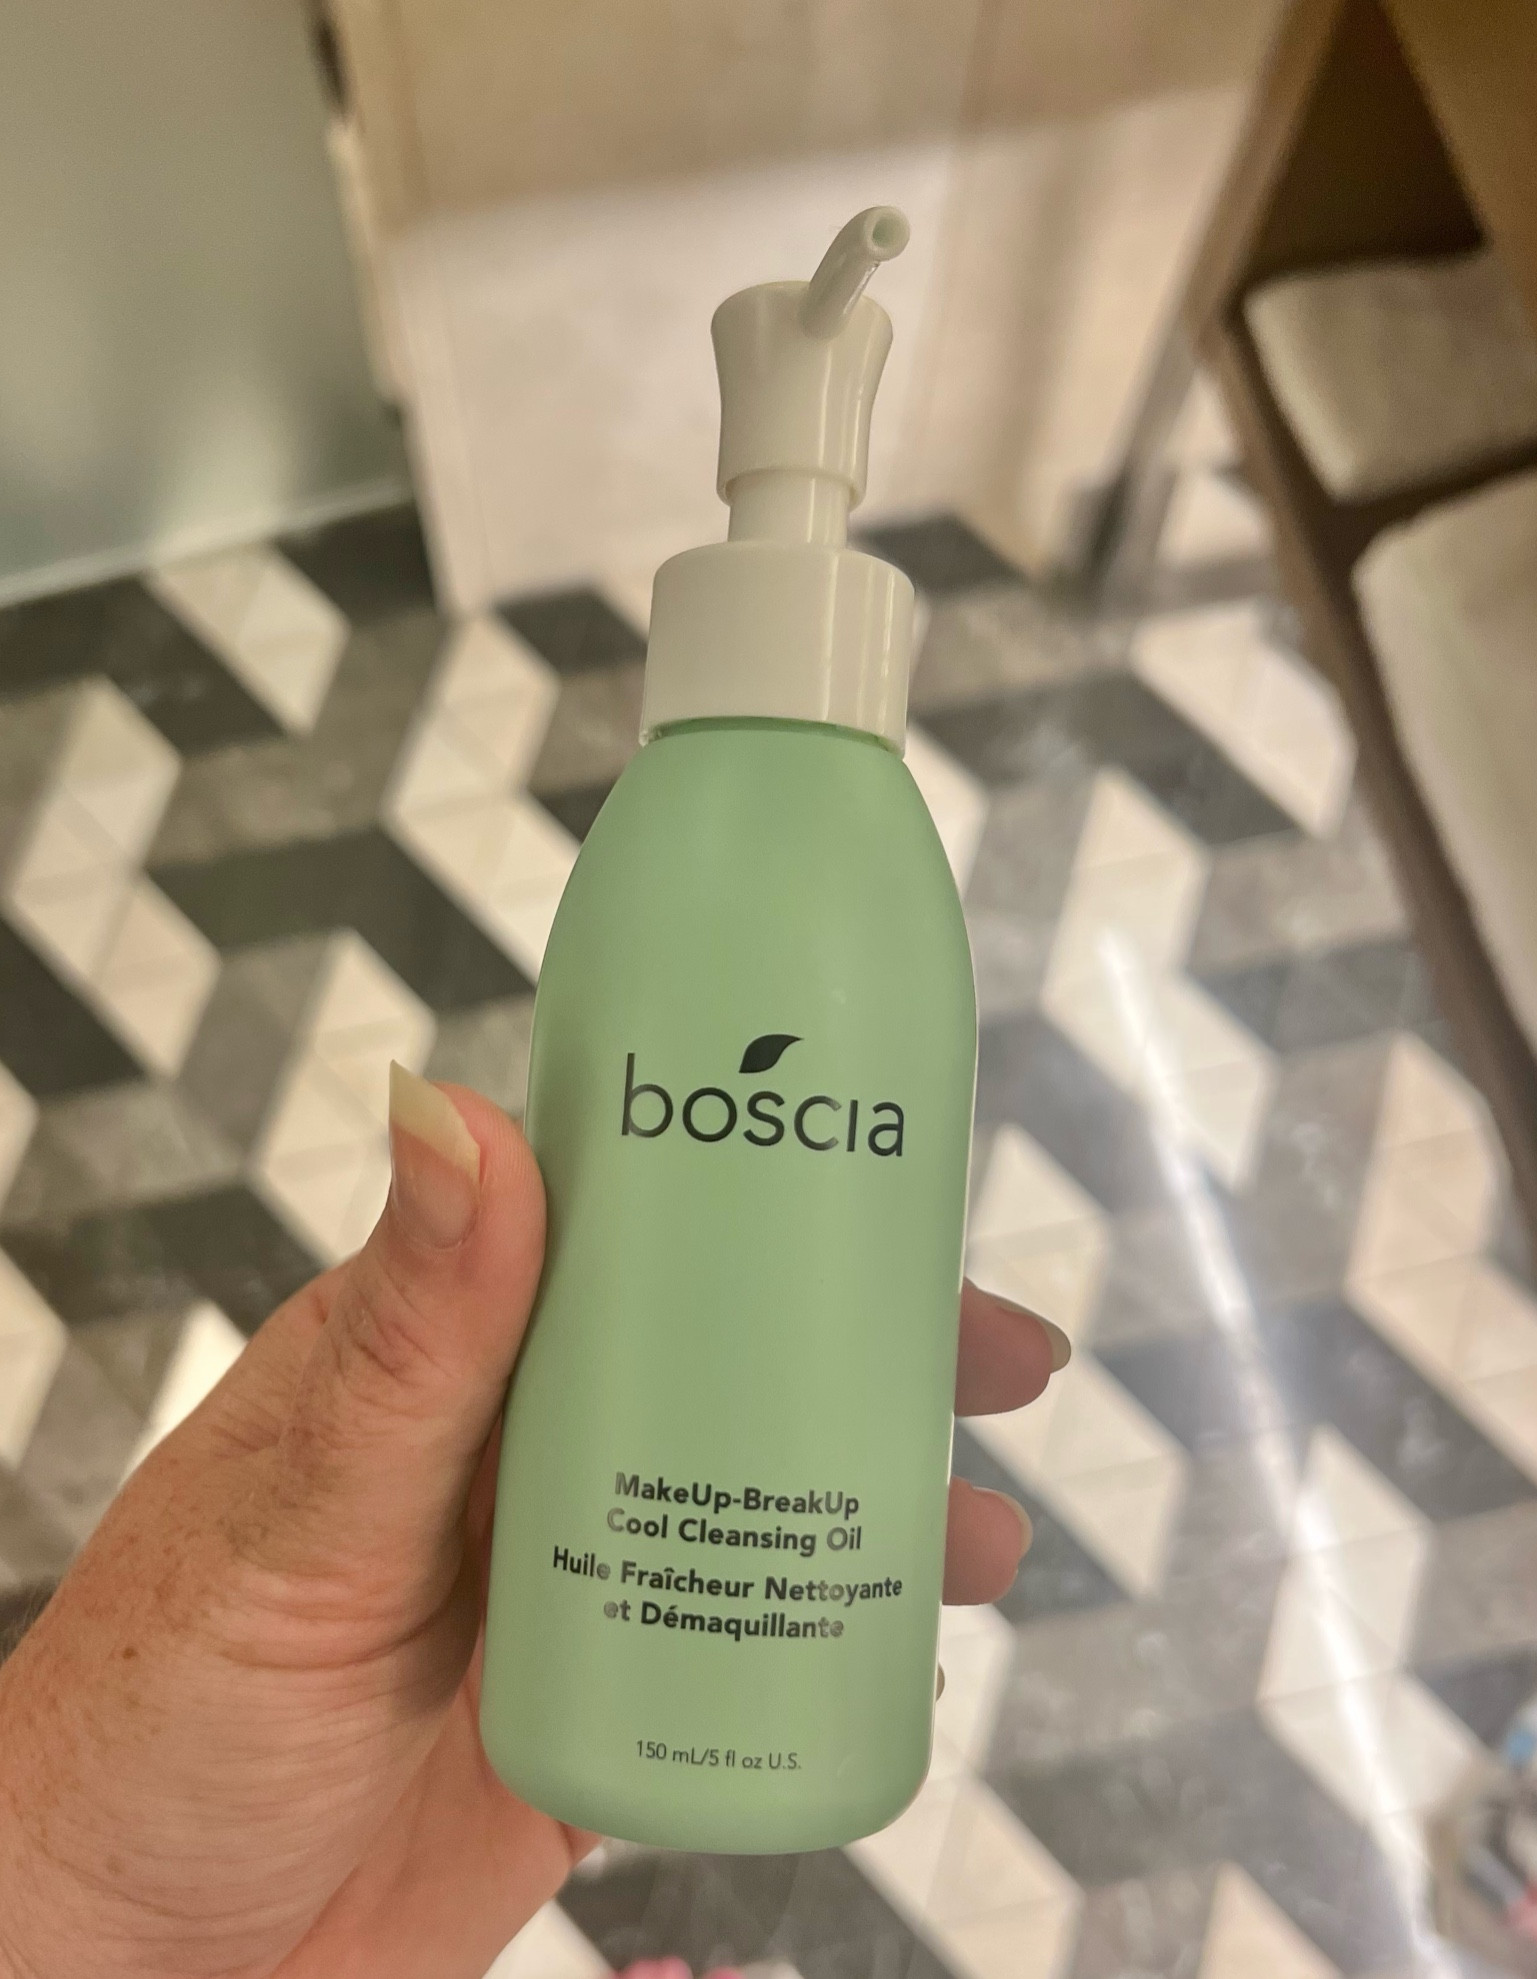 boscia
MakeUp-BreakUp
Cool Cleansing Oil
Huile Fraîcheur Nettoyante
et Démaquillante
150 mL/5 fl oz U.S.